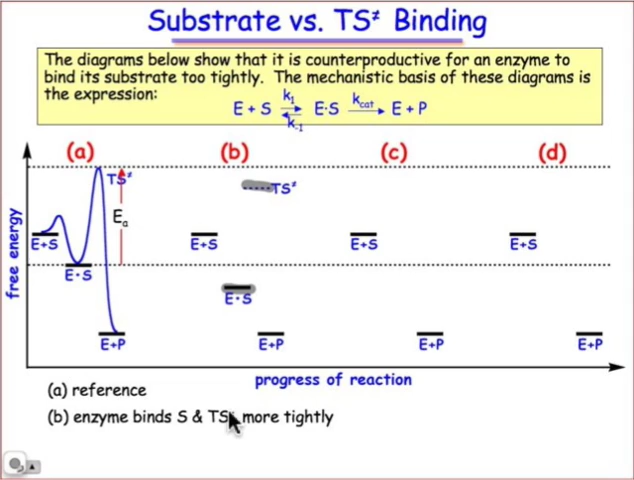 Substrate vs. TS≠ Binding
The diagrams below show that it is counterproductive for an enzyme to
bind its substrate too tightly. The mechanistic basis of these diagrams is
the expression:
k1 kcat
E + S E·S E + P
k-1
(a) (b) (c) (d)
TS≠ TS≠
Ea
E+S E+S E+S E+S
E·S
E·S
E+P E+P E+P E+P
free energy
progress of reaction
(a) reference
(b) enzyme binds S & TS≠ more tightly